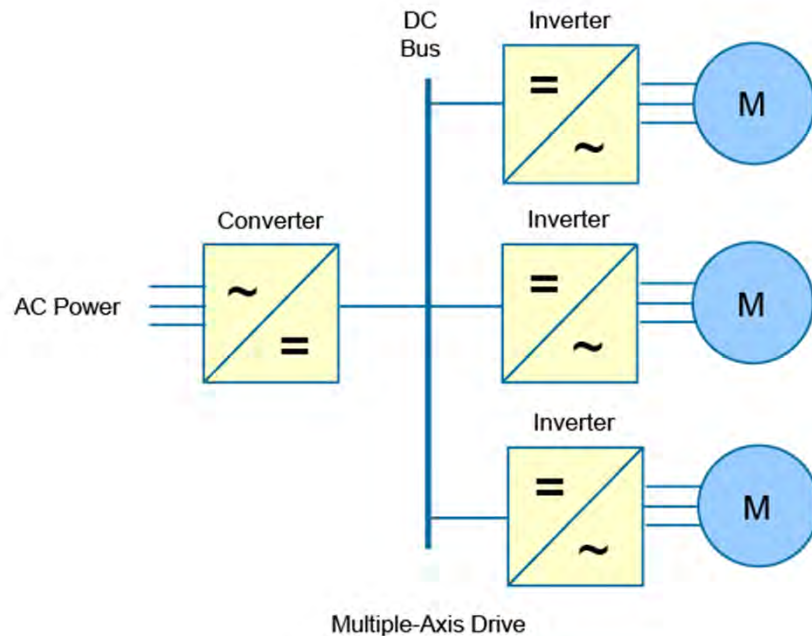 DC
Bus
Inverter
=
~
M
Converter
~
=
AC Power
Inverter
=
~
M
Inverter
=
~
M
Multiple-Axis Drive